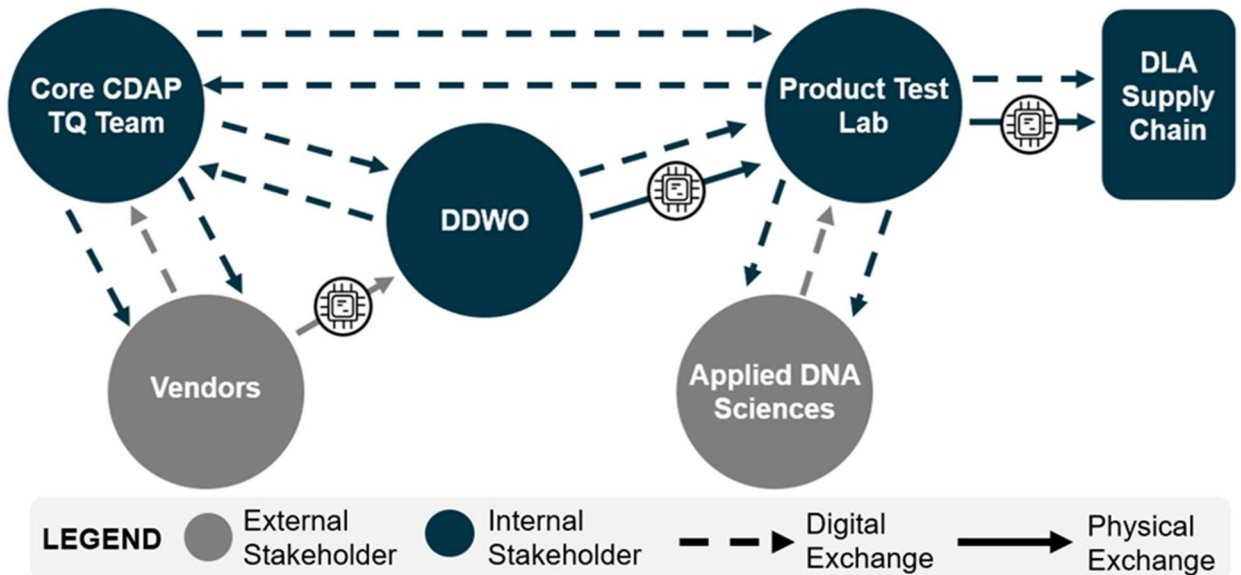 Core CDAP
TQ Team
Product Test
Lab
DLA
Supply
Chain
DDWO
Vendors
Applied DNA
Sciences
LEGEND
External
Stakeholder
Internal
Stakeholder
Digital
Exchange
Physical
Exchange